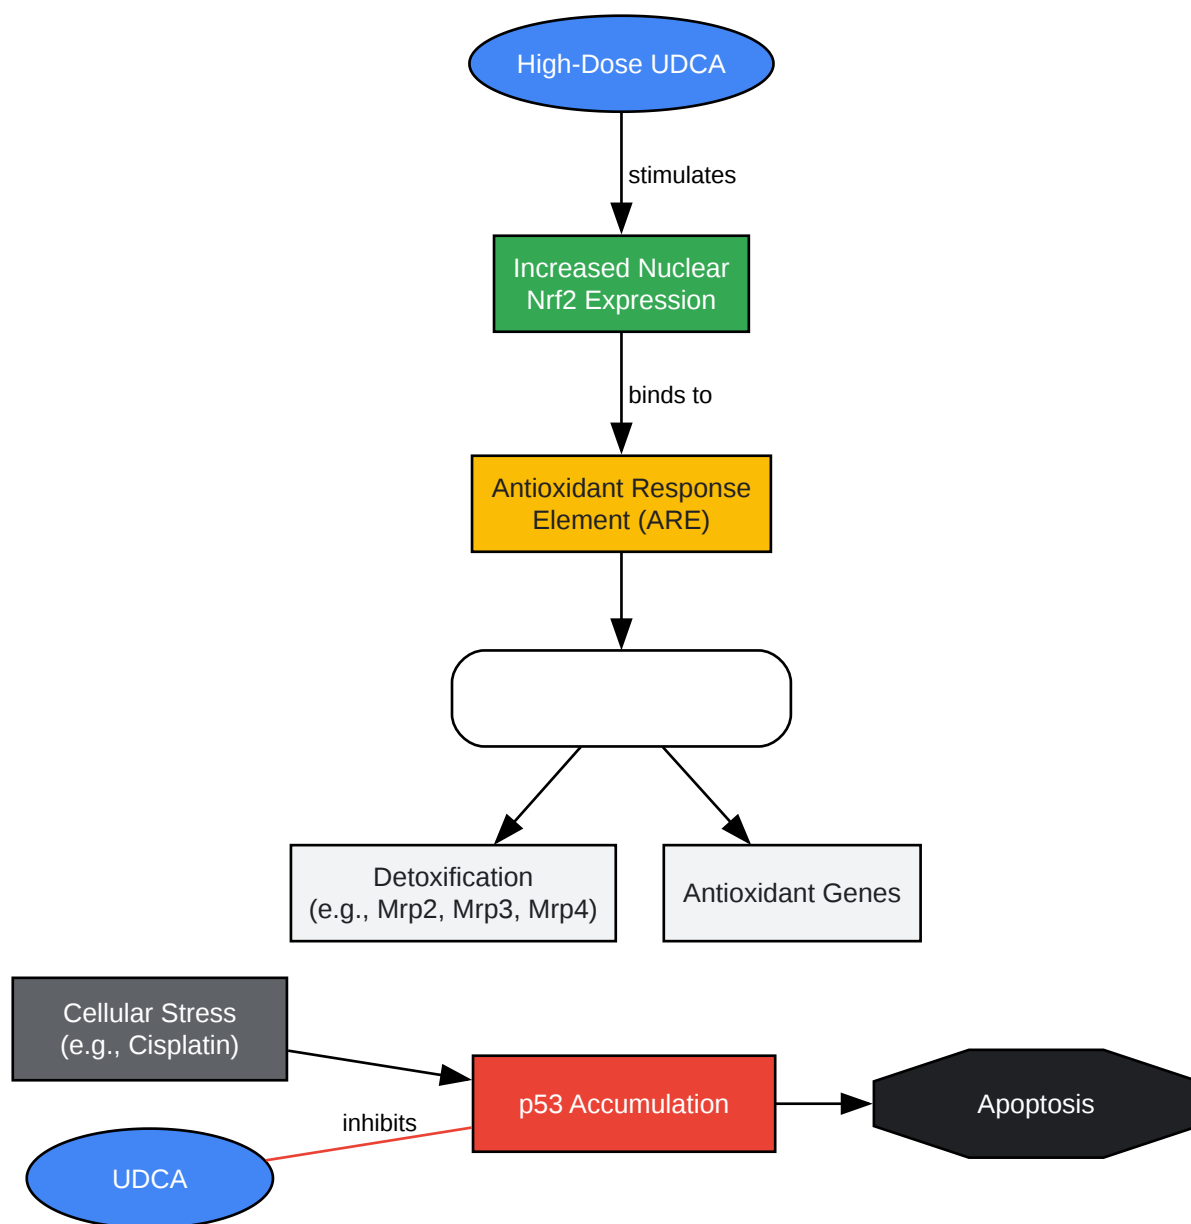 High-Dose UDCA
stimulates
Increased Nuclear
Nrf2 Expression
binds to
Antioxidant Response
Element (ARE)
Detoxification
(e.g., Mrp2, Mrp3, Mrp4)
Antioxidant Genes
Cellular Stress
(e.g., Cisplatin)
p53 Accumulation
Apoptosis
inhibits
UDCA